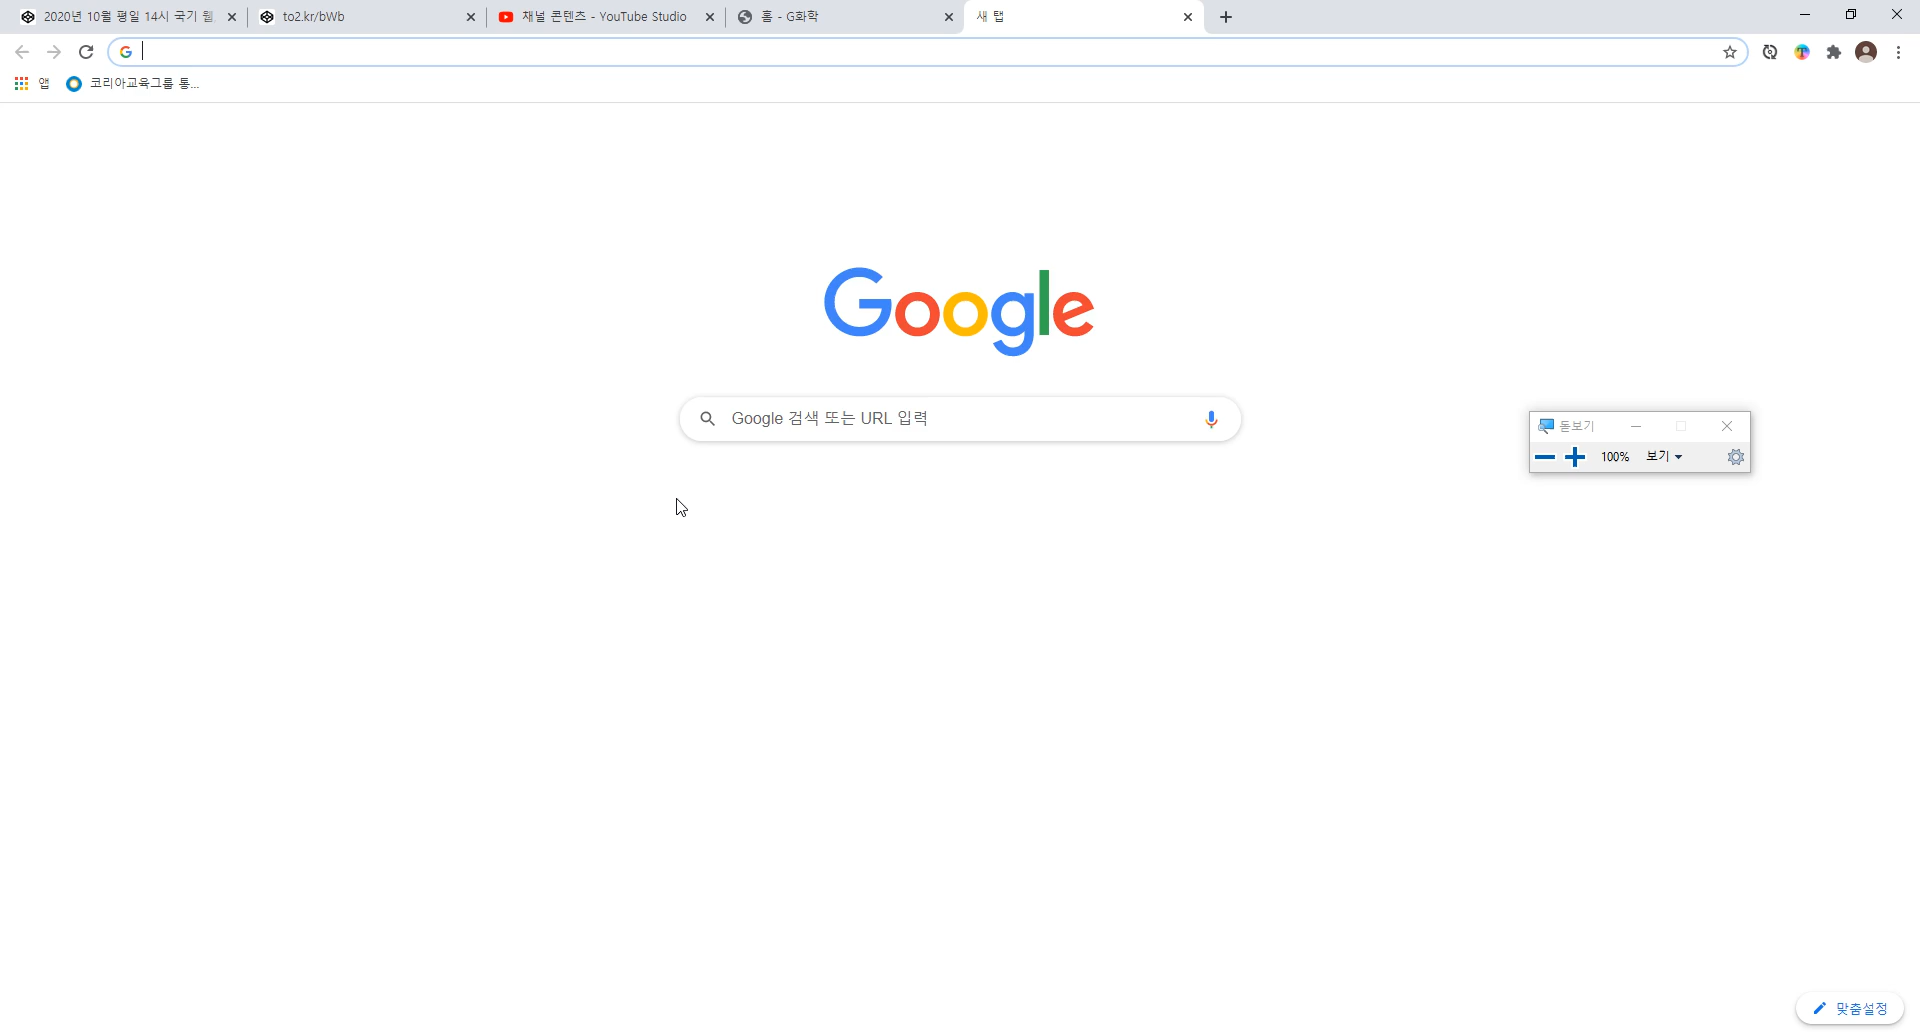 2020년 10월 평일 14시 국기 웹
to2.kr/bWb
채널 콘텐츠 - YouTube Studio
홈 - G화학
새 탭
앱
코리아교육그룹 통...
Google
Google 검색 또는 URL 입력
돋보기
100%
보기
맞춤설정